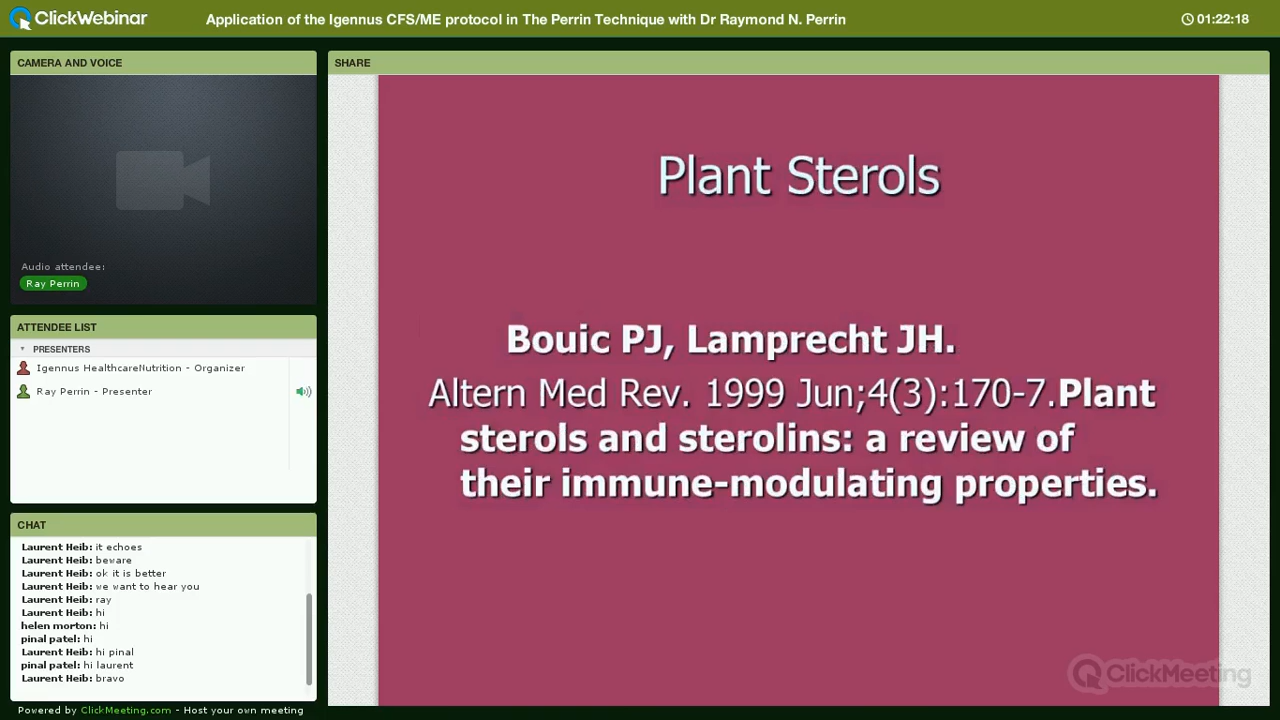 ClickWebinar
Application of the Igennus CFS/ME protocol in The Perrin Technique with Dr Raymond N. Perrin
01:22:18
CAMERA AND VOICE
Audio attendee:
Ray Perrin
ATTENDEE LIST
PRESENTERS
Igennus HealthcareNutrition - Organizer
Ray Perrin - Presenter
CHAT
Laurent Heib: it echoes
Laurent Heib: beware
Laurent Heib: ok it is better
Laurent Heib: we want to hear you
Laurent Heib: ray
Laurent Heib: hi
helen morton: hi
pinal patel: hi
Laurent Heib: hi pinal
pinal patel: hi laurent
Laurent Heib: bravo
Powered by ClickMeeting.com - Host your own meeting
SHARE
Plant Sterols
Bouic PJ, Lamprecht JH.
Altern Med Rev. 1999 Jun;4(3):170-7.Plant
sterols and sterolins: a review of
their immune-modulating properties.
ClickMeeting